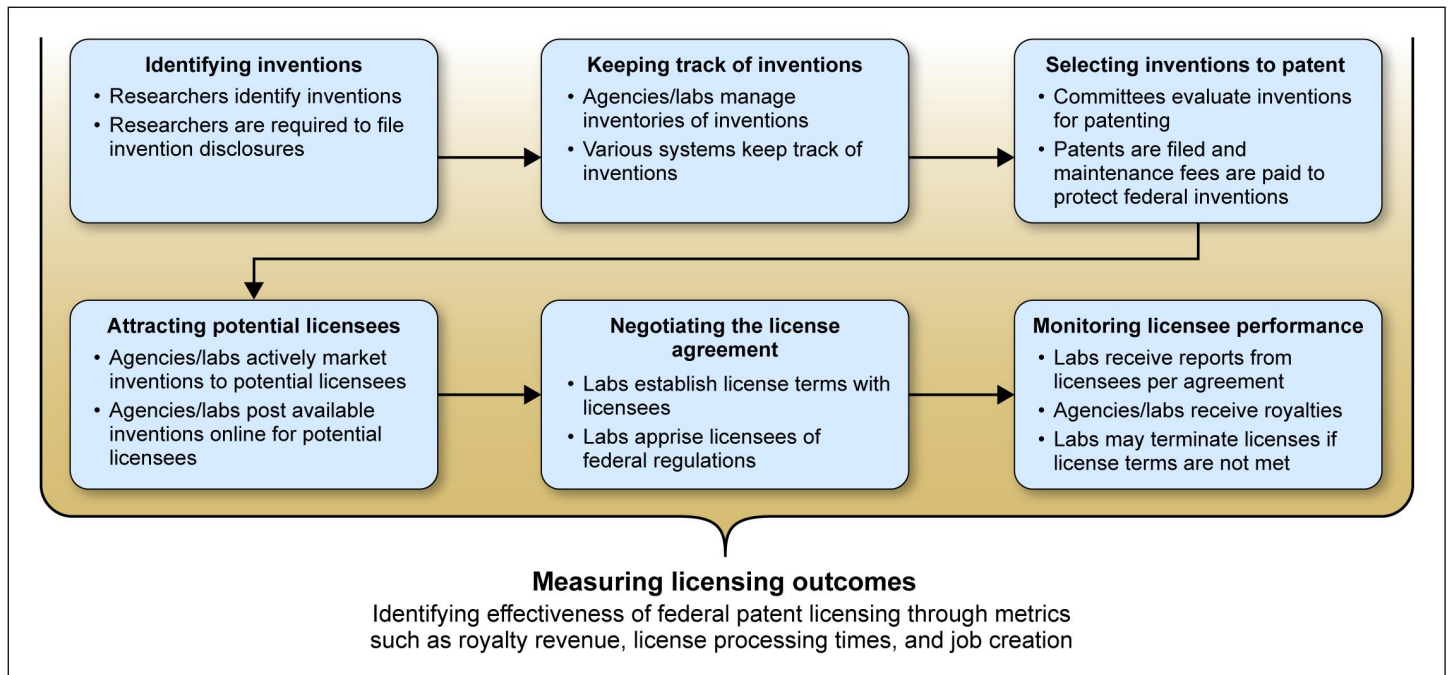 Identifying inventions
• Researchers identify inventions
• Researchers are required to file
invention disclosures
Keeping track of inventions
• Agencies/labs manage
inventories of inventions
• Various systems keep track of
inventions
Selecting inventions to patent
• Committees evaluate inventions
for patenting
• Patents are filed and
maintenance fees are paid to
protect federal inventions
Attracting potential licensees
• Agencies/labs actively market
inventions to potential licensees
• Agencies/labs post available
inventions online for potential
licensees
Negotiating the license
agreement
• Labs establish license terms with
licensees
• Labs apprise licensees of
federal regulations
Monitoring licensee performance
• Labs receive reports from
licensees per agreement
• Agencies/labs receive royalties
• Labs may terminate licenses if
license terms are not met
Measuring licensing outcomes
Identifying effectiveness of federal patent licensing through metrics
such as royalty revenue, license processing times, and job creation